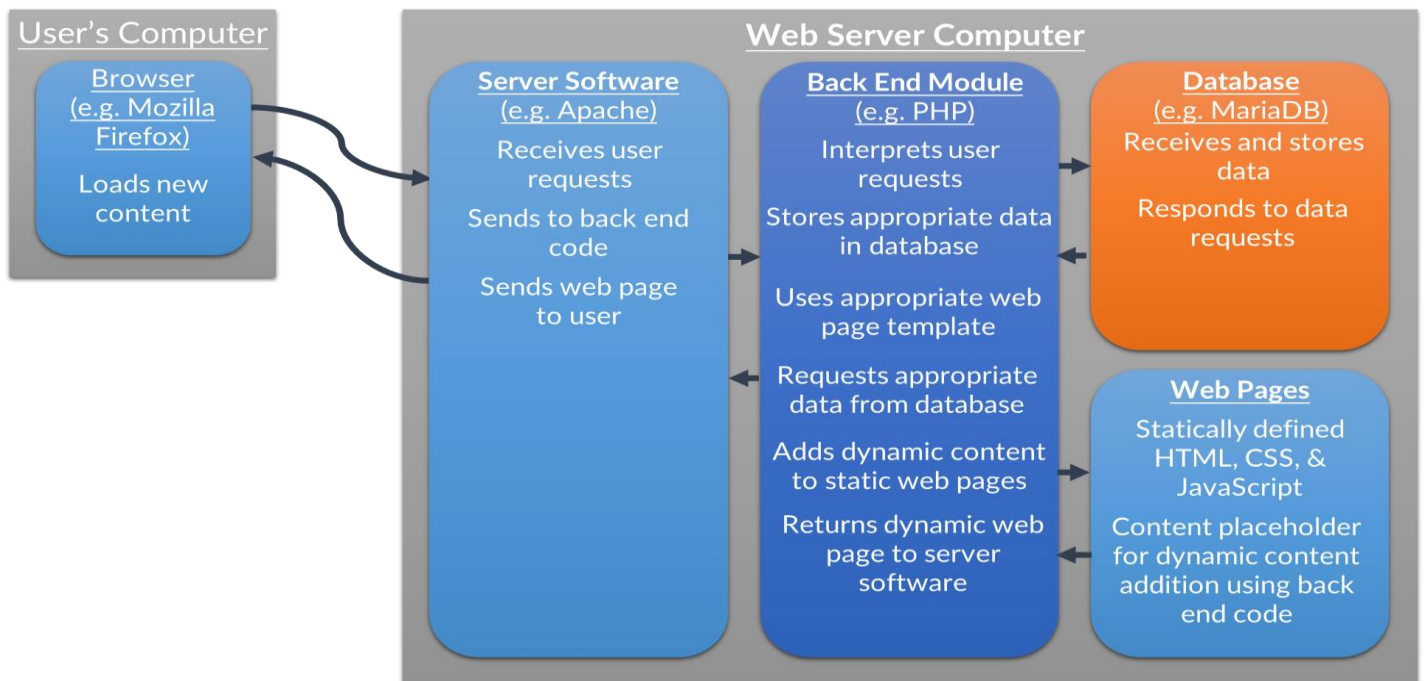 User's Computer
Browser
(e.g. Mozilla
Firefox)
Loads new
content
Web Server Computer
Server Software
(e.g. Apache)
Receives user
requests
Sends to back end
code
Sends web page
to user
Back End Module
(e.g. PHP)
Interprets user
requests
Stores appropriate data
in database
Uses appropriate web
page template
Requests appropriate
data from database
Adds dynamic content
to static web pages
Returns dynamic web
page to server
software
Database
(e.g. MariaDB)
Receives and stores
data
Responds to data
requests
Web Pages
Statically defined
HTML, CSS, &
JavaScript
Content placeholder
for dynamic content
addition using back
end code